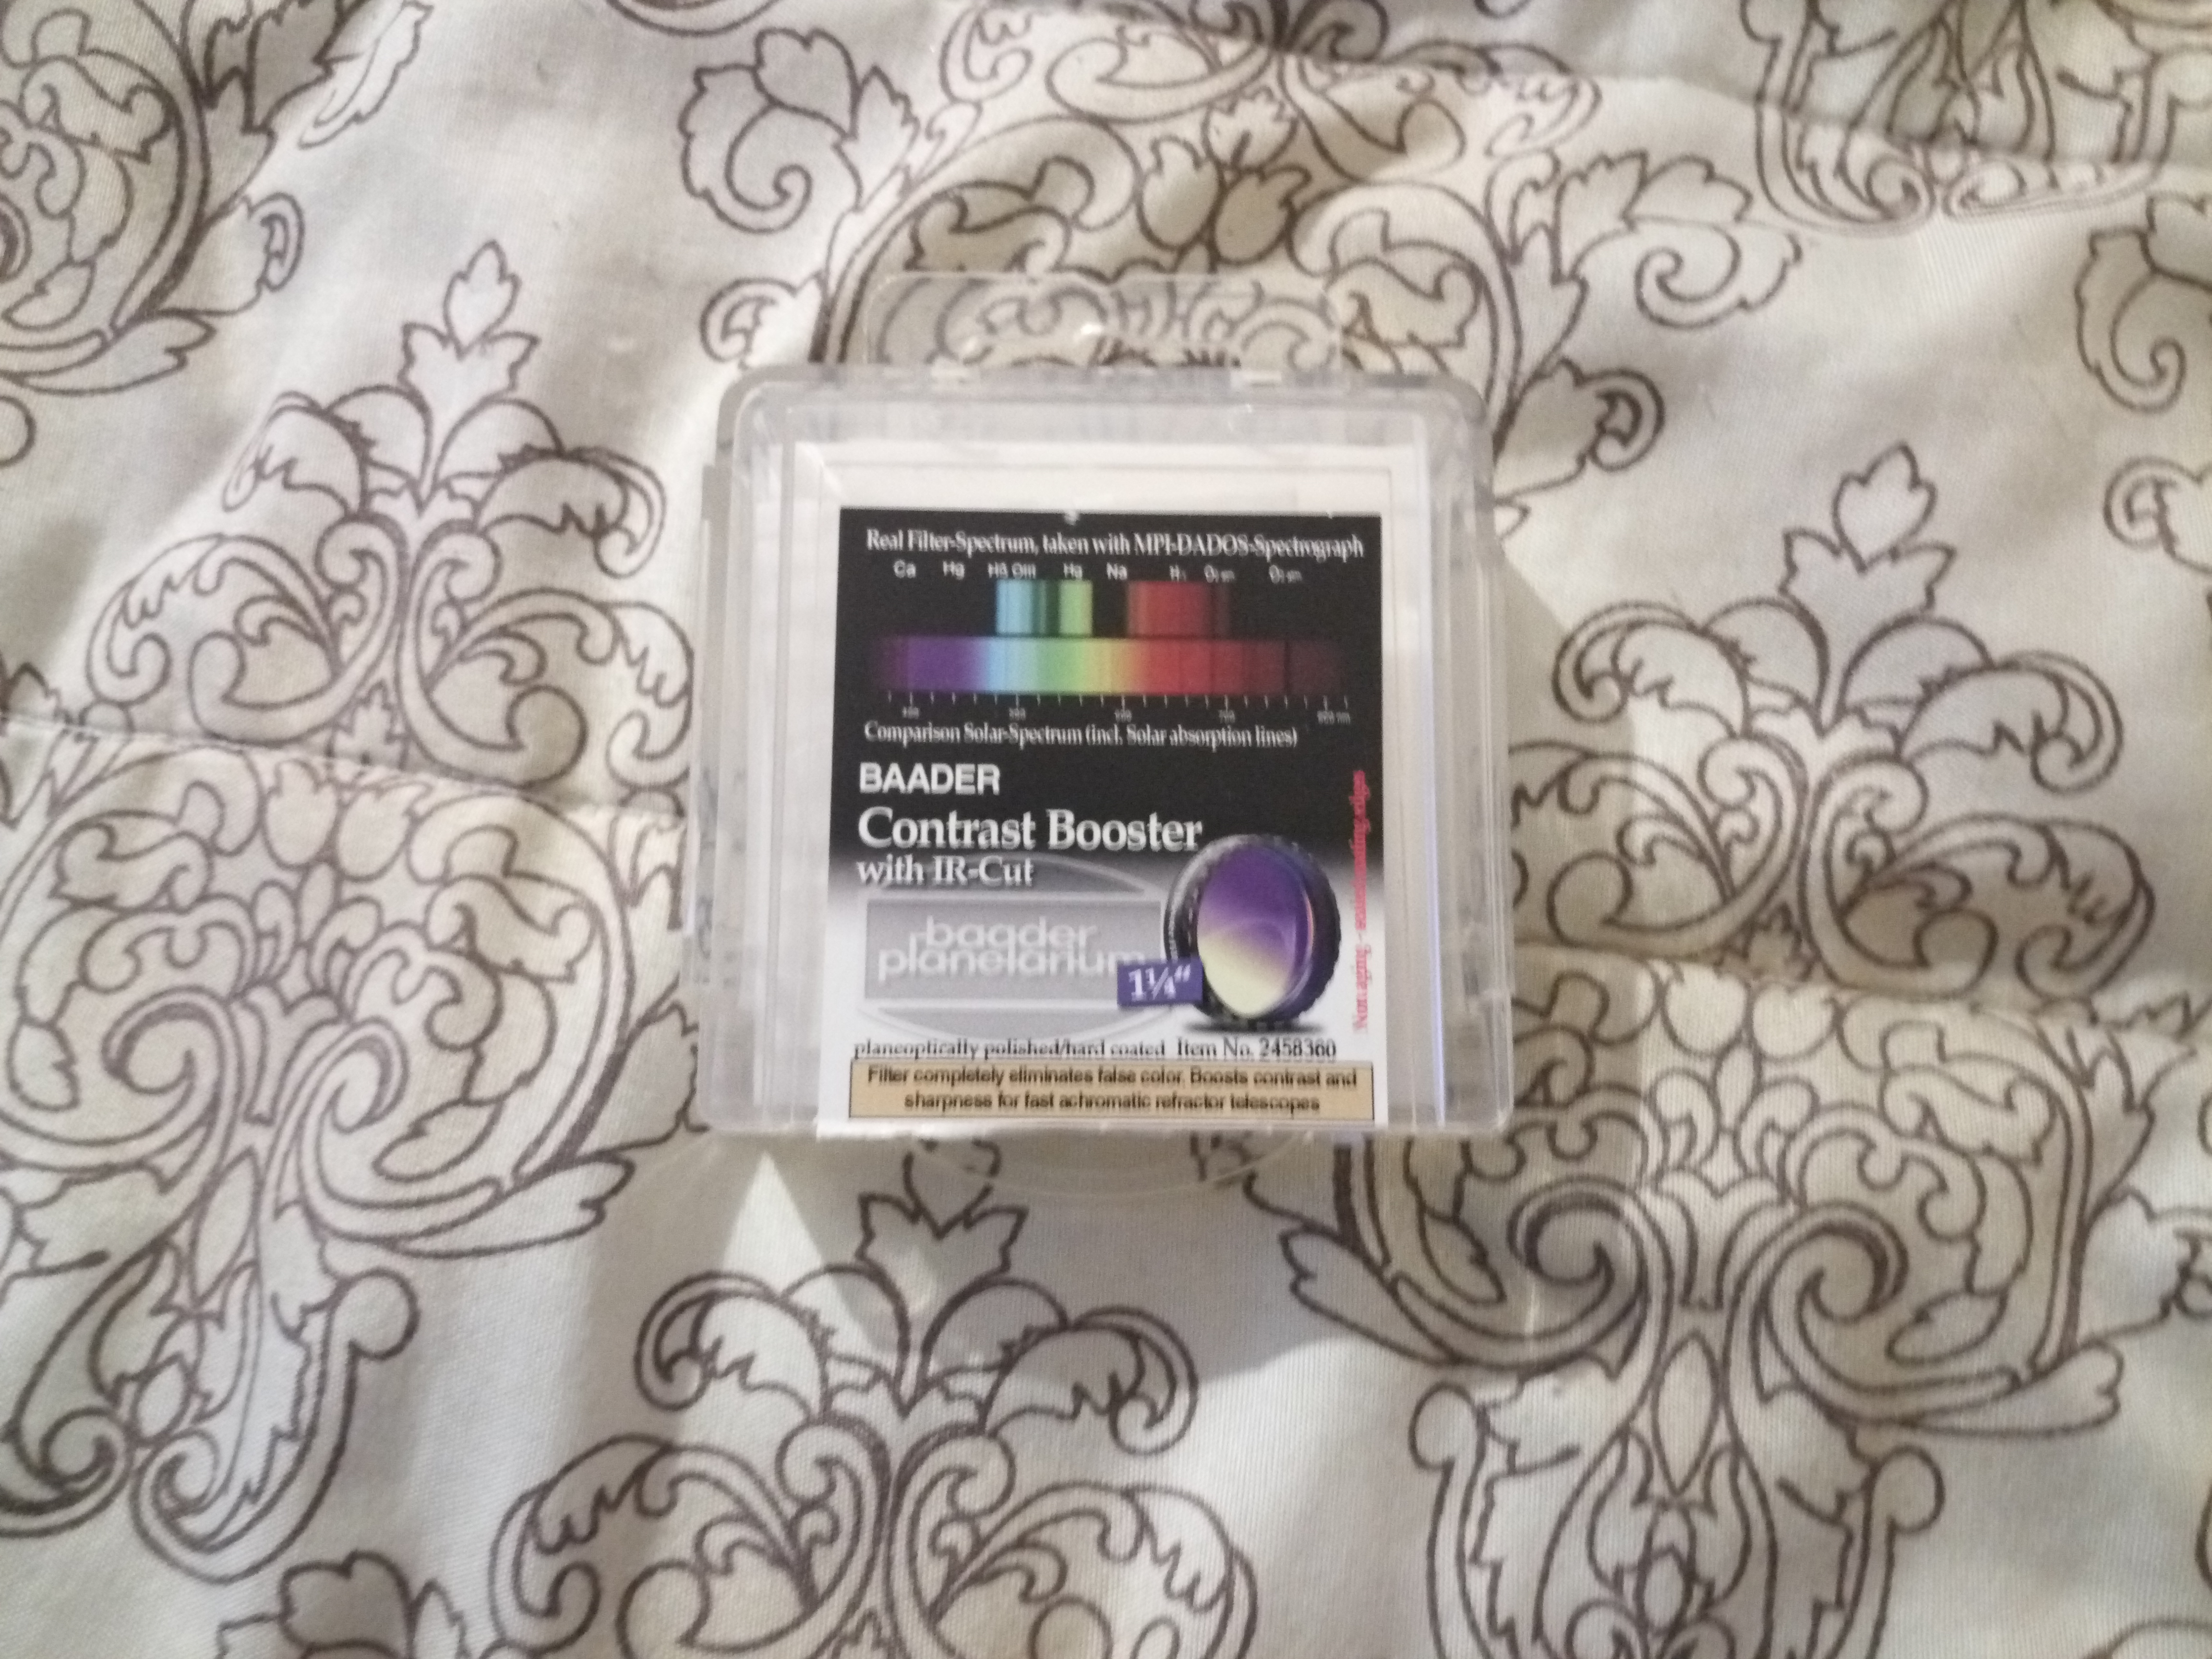 Real Filter-Spectrum, taken with MPI-DADOS-Spectrograph
Ca Hg Hß OIII Hg Na
Comparison Solar-Spectrum (incl. Solar absorption lines)
BAADER
Contrast Booster
with IR-Cut
baader
planetarium
1¼"
planeoptically polished/hard coated Item No. 2458360
Filter completely eliminates false color. Boosts contrast and
sharpness for fast achromatic refractor telescopes